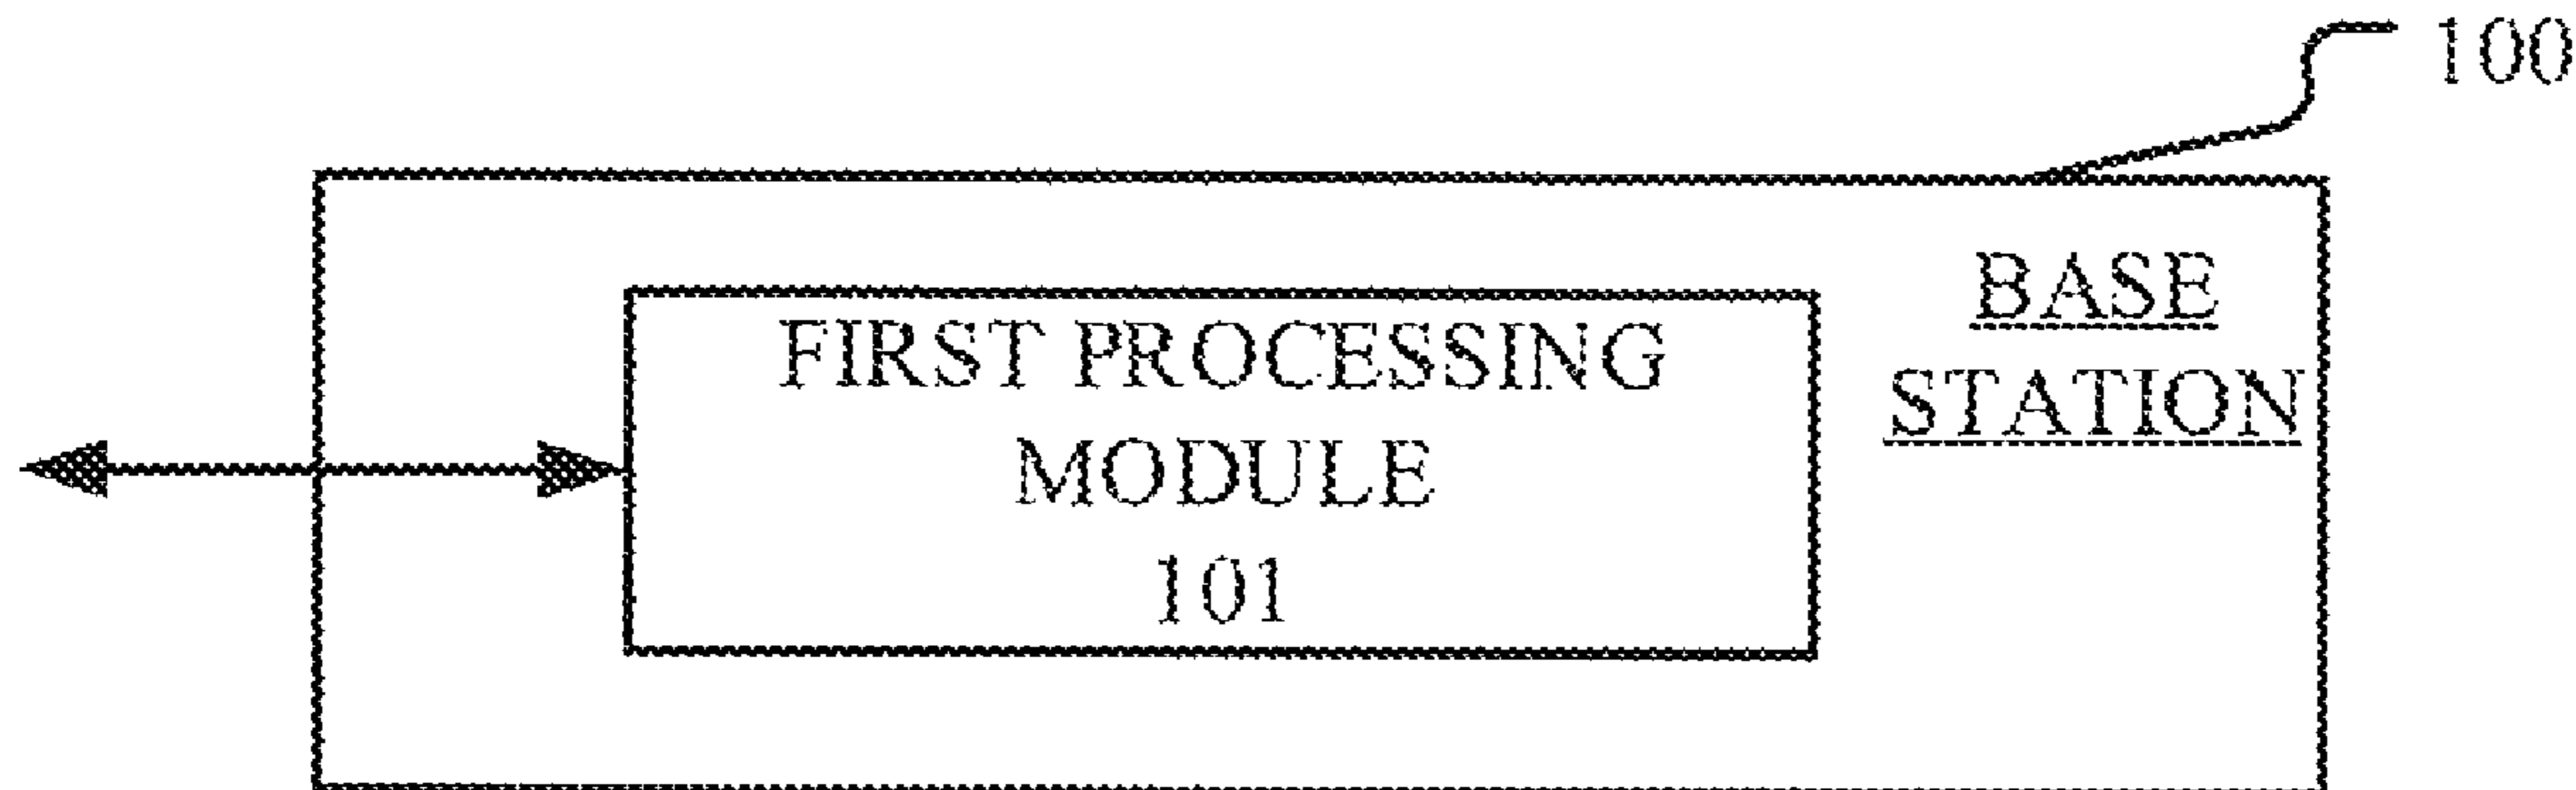 100
BASE
STATION
FIRST PROCESSING
MODULE
101